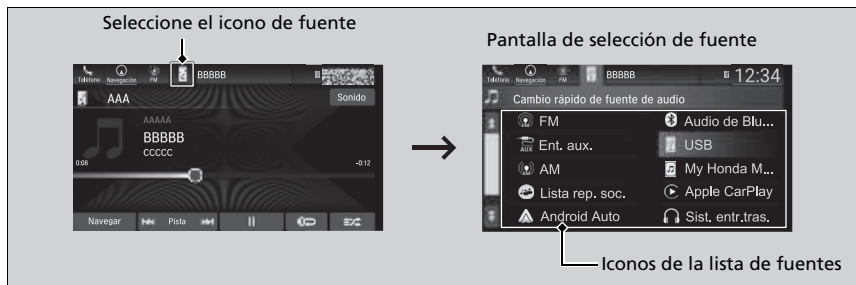 Seleccione el icono de fuente
Teléfono Navegación FM BBBBB
AAA Sonido
AAAAA
BBBBB
CCCCC
0:08 -0:12
Navegar Pista
Pantalla de selección de fuente
Teléfono Navegación FM BBBBB 12:34
Cambio rápido de fuente de audio
FM Audio de Blu...
AUX Ent. aux. USB
AM My Honda M...
Lista rep. soc. Apple CarPlay
Android Auto Sist. entr.tras.
Iconos de la lista de fuentes